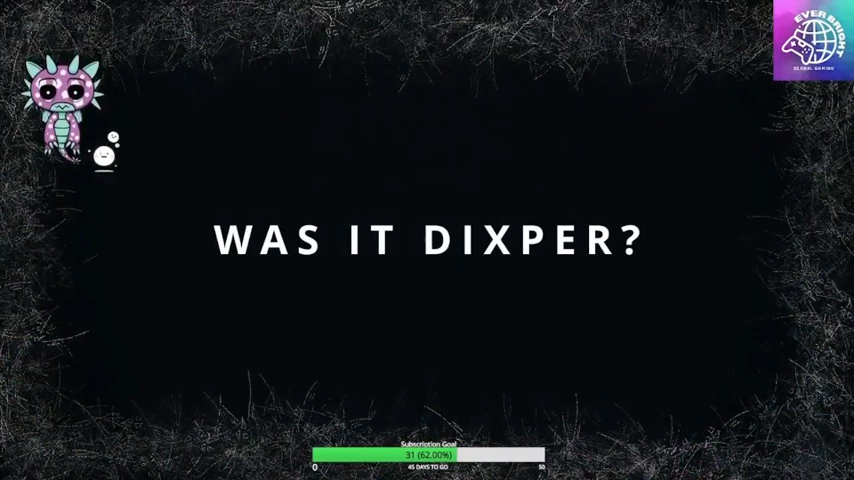 EVER BRIGHT
GLOBAL GAMING
WAS IT DIXPER?
Subscription Goal
31 (62.00%)
0
45 DAYS TO GO
50